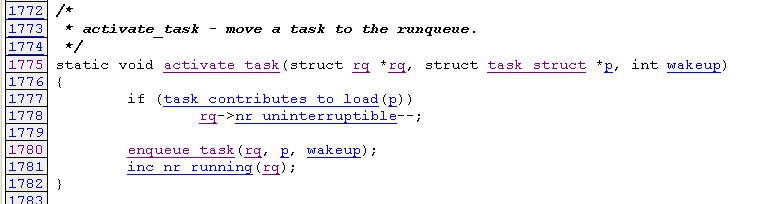 1772 /*
1773  * activate_task - move a task to the runqueue.
1774  */
1775 static void activate_task(struct rq *rq, struct task_struct *p, int wakeup)
1776 {
1777         if (task_contributes_to_load(p))
1778                 rq->nr_uninterruptible--;
1779
1780         enqueue_task(rq, p, wakeup);
1781         inc_nr_running(rq);
1782 }
1783